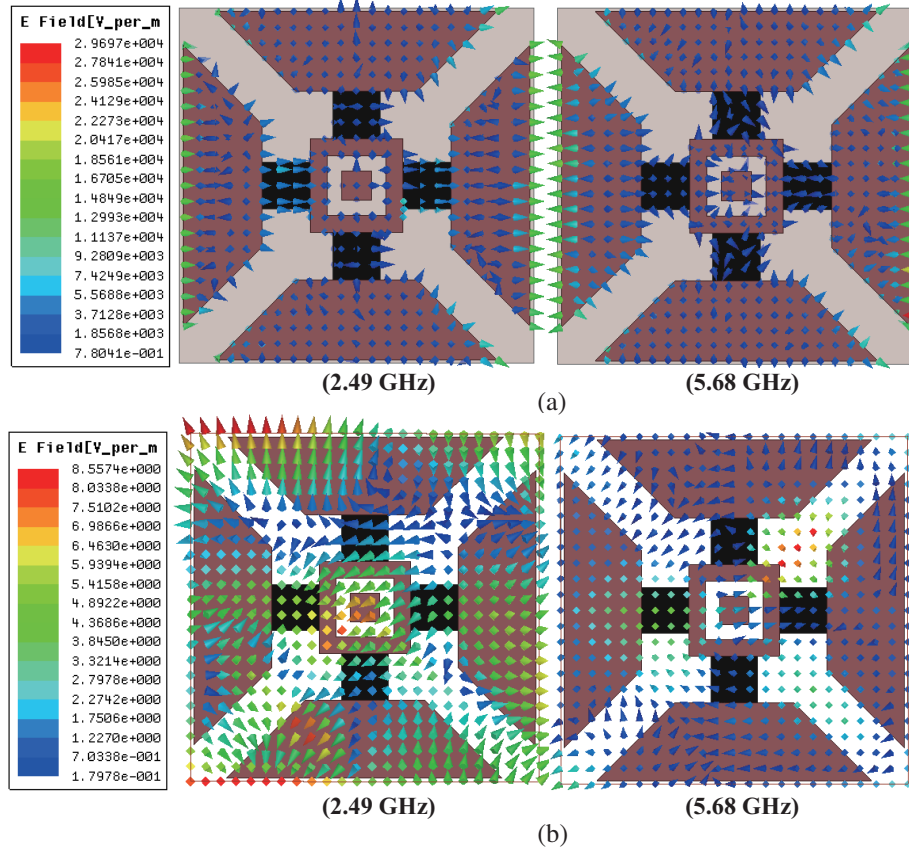 E Field[V_per_m
2.9697e+004
2.7841e+004
2.5985e+004
2.4129e+004
2.2273e+004
2.0417e+004
1.8561e+004
1.6705e+004
1.4849e+004
1.2993e+004
1.1137e+004
9.2809e+003
7.4249e+003
5.5688e+003
3.7128e+003
1.8568e+003
7.8041e-001
(2.49 GHz)
(5.68 GHz)
(a)
E Field[V_per_m
8.5574e+000
8.0338e+000
7.5102e+000
6.9866e+000
6.4630e+000
5.9394e+000
5.4158e+000
4.8922e+000
4.3686e+000
3.8450e+000
3.3214e+000
2.7978e+000
2.2742e+000
1.7506e+000
1.2270e+000
7.0338e-001
1.7978e-001
(2.49 GHz)
(5.68 GHz)
(b)